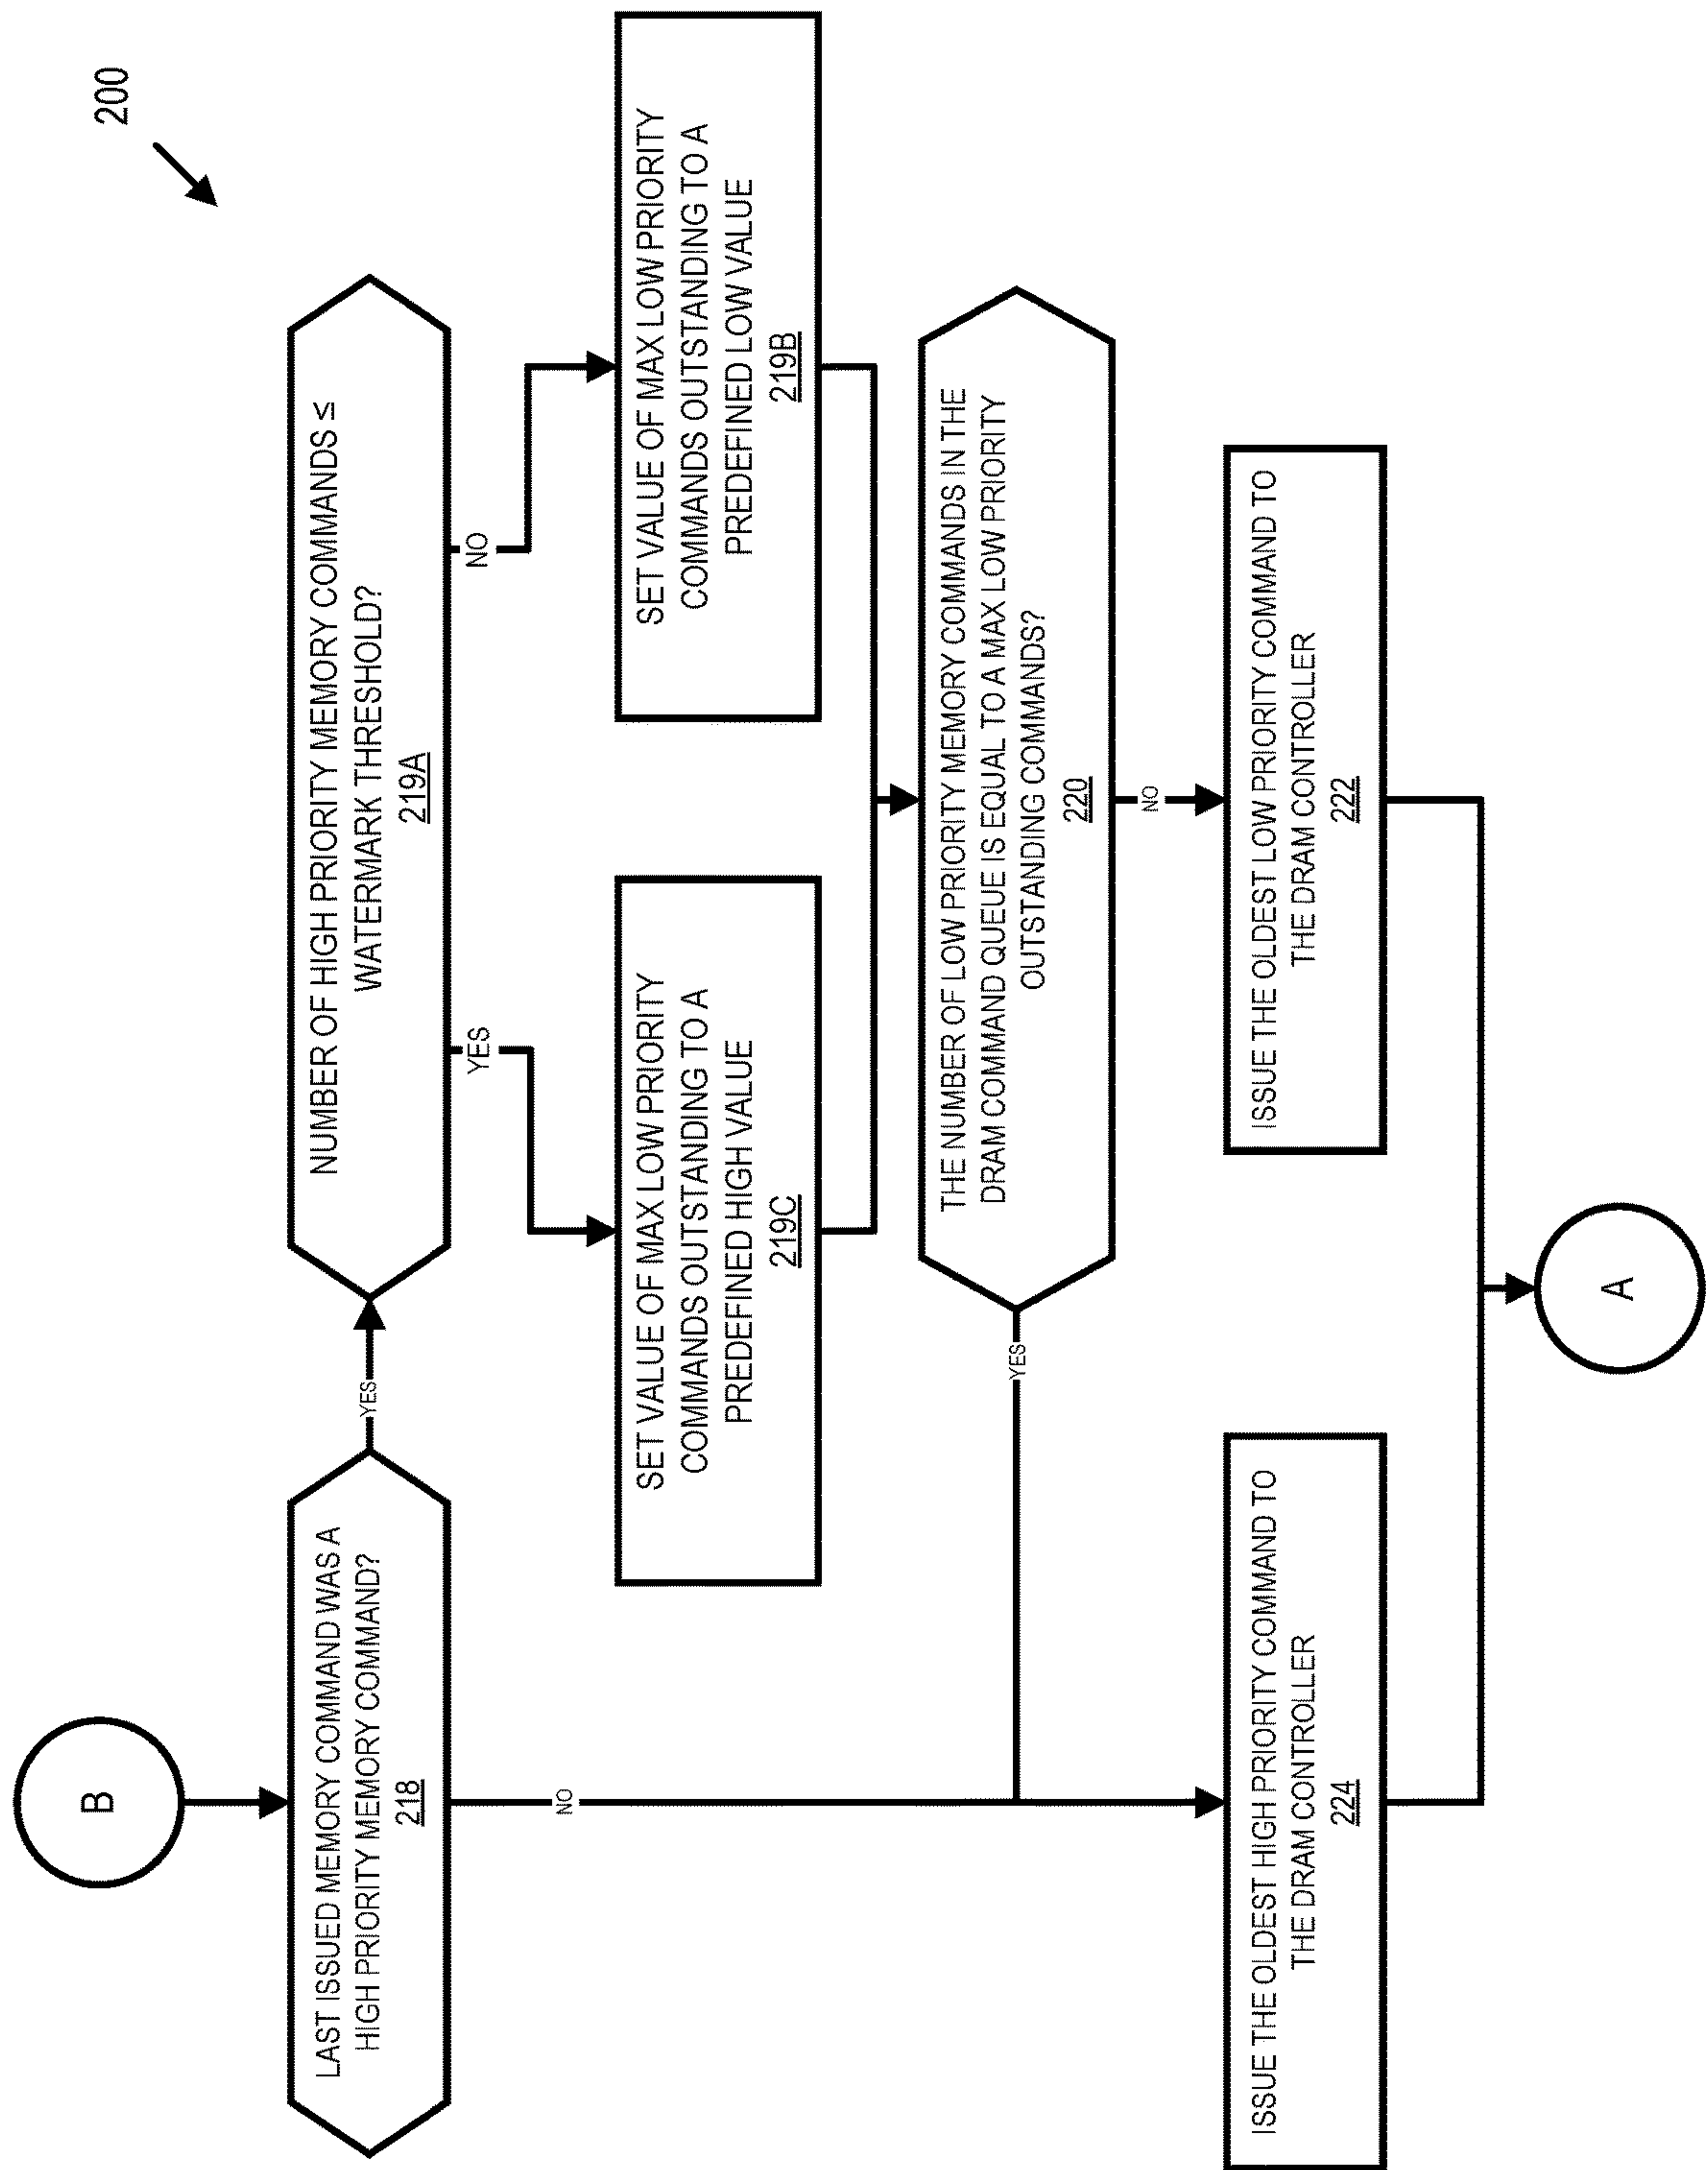 200
B
LAST ISSUED MEMORY COMMAND WAS A
HIGH PRIORITY MEMORY COMMAND?
218
YES
NO
NUMBER OF HIGH PRIORITY MEMORY COMMANDS ≤
WATERMARK THRESHOLD?
219A
YES
NO
SET VALUE OF MAX LOW PRIORITY
COMMANDS OUTSTANDING TO A
PREDEFINED HIGH VALUE
219C
SET VALUE OF MAX LOW PRIORITY
COMMANDS OUTSTANDING TO A
PREDEFINED LOW VALUE
219B
THE NUMBER OF LOW PRIORITY MEMORY COMMANDS IN THE
DRAM COMMAND QUEUE IS EQUAL TO A MAX LOW PRIORITY
OUTSTANDING COMMANDS?
220
YES
NO
ISSUE THE OLDEST HIGH PRIORITY COMMAND TO
THE DRAM CONTROLLER
224
ISSUE THE OLDEST LOW PRIORITY COMMAND TO
THE DRAM CONTROLLER
222
A